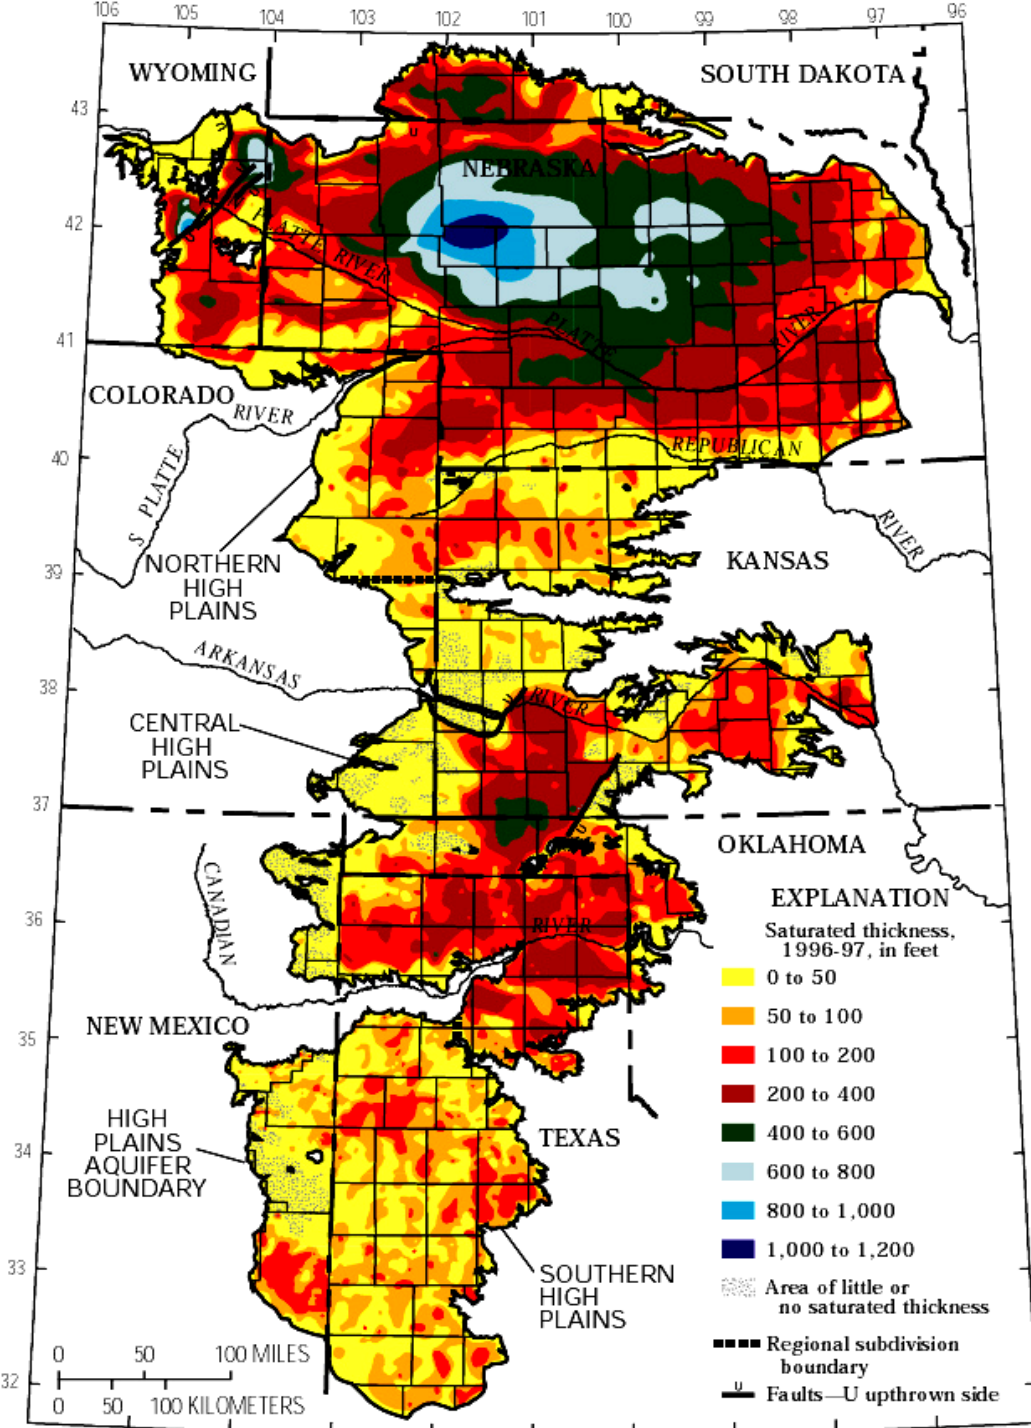 106
105
104
103
102
101
100
98
97
96
WYOMING
SOUTH DAKOTA
43
U
NEBRASKA
42
N PLATTE RIVER
U
PLATTE
RIVER
41
COLORADO
RIVER
REPUBLICAN
40
S PLATTE
RIVER
NORTHERN
HIGH
PLAINS
KANSAS
39
ARKANSAS
RIVER
38
CENTRAL
HIGH
PLAINS
37
U
OKLAHOMA
CANADIAN
RIVER
36
EXPLANATION
Saturated thickness,
1996-97, in feet
0 to 50
50 to 100
100 to 200
200 to 400
400 to 600
600 to 800
800 to 1,000
1,000 to 1,200
Area of little or
no saturated thickness
Regional subdivision
boundary
U
Faults—U upthrown side
NEW MEXICO
35
HIGH
PLAINS
AQUIFER
BOUNDARY
TEXAS
34
33
SOUTHERN
HIGH
PLAINS
32
0 50 100 MILES
0 50 100 KILOMETERS